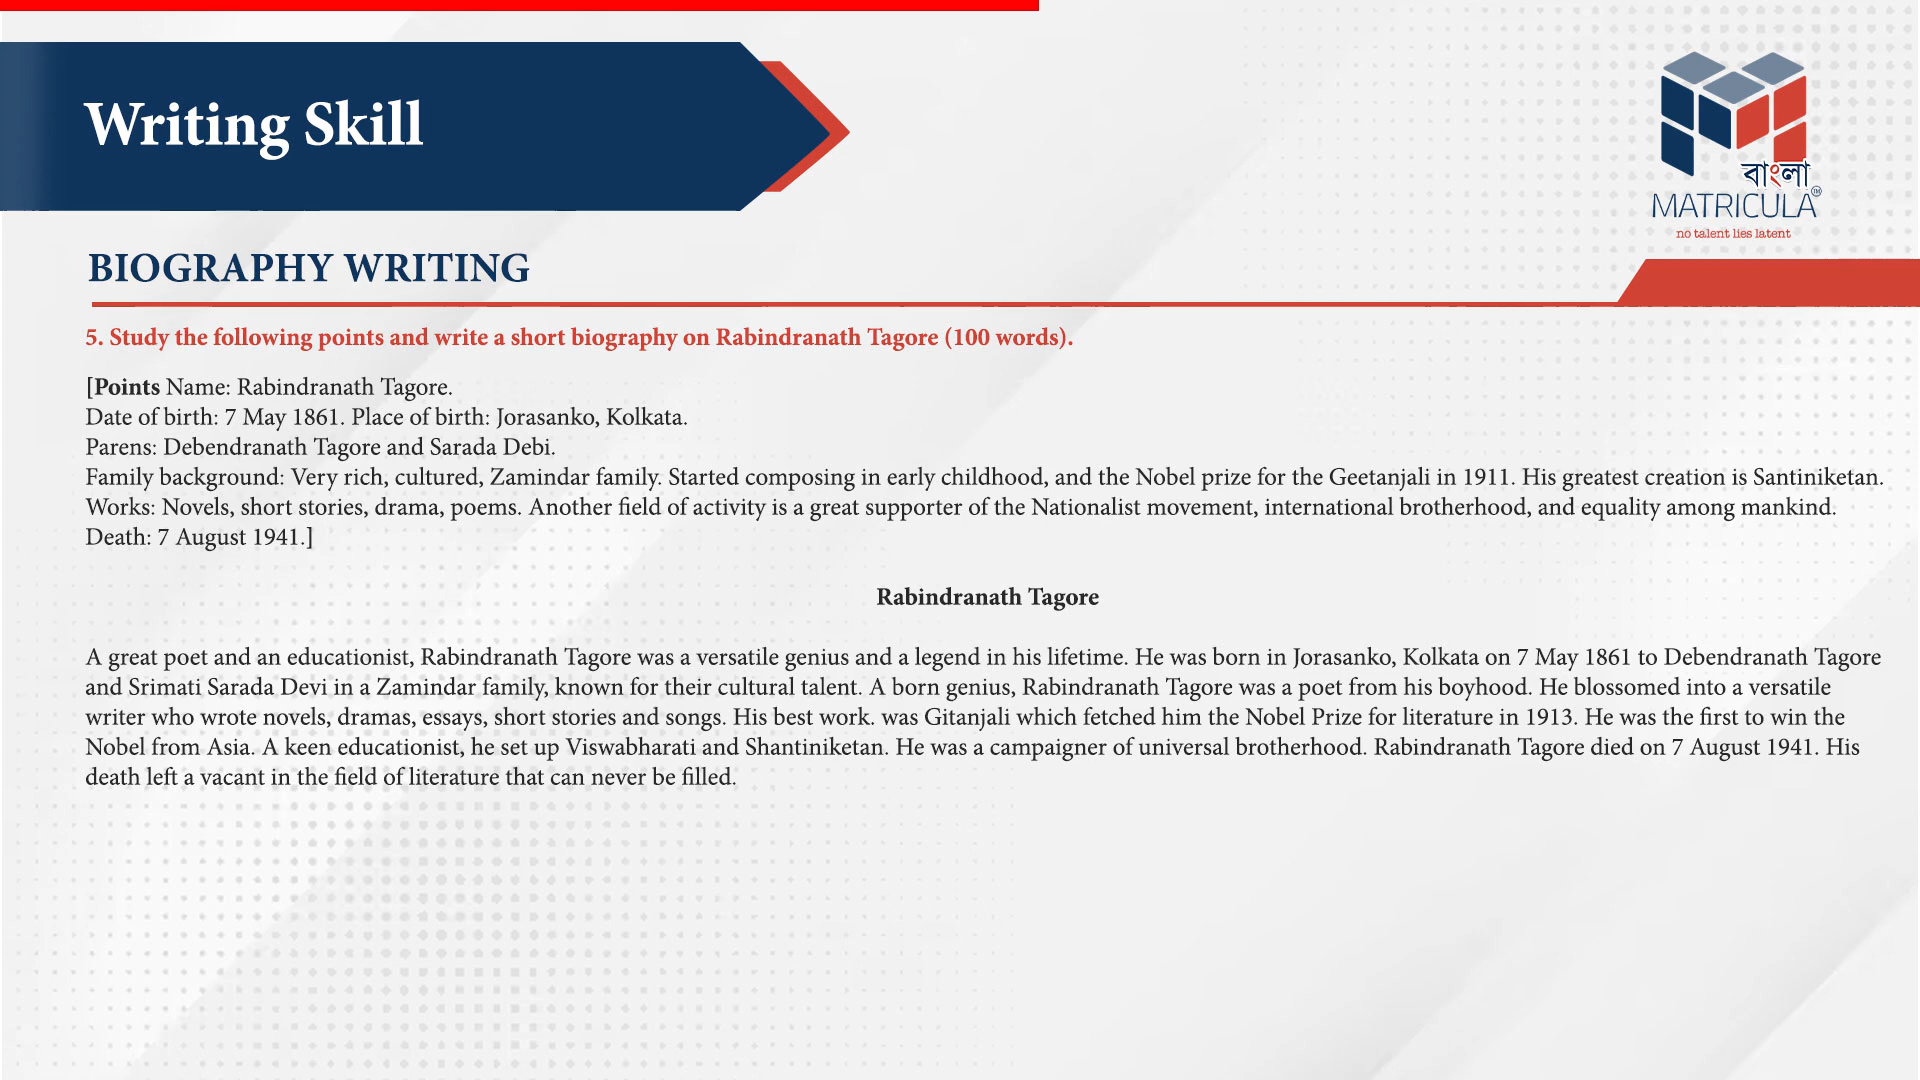 Writing Skill
বাংলা
MATRICULA™
no talent lies latent
BIOGRAPHY WRITING
5. Study the following points and write a short biography on Rabindranath Tagore (100 words).
[Points Name: Rabindranath Tagore.
Date of birth: 7 May 1861. Place of birth: Jorasanko, Kolkata.
Parens: Debendranath Tagore and Sarada Debi.
Family background: Very rich, cultured, Zamindar family. Started composing in early childhood, and the Nobel prize for the Geetanjali in 1911. His greatest creation is Santiniketan.
Works: Novels, short stories, drama, poems. Another field of activity is a great supporter of the Nationalist movement, international brotherhood, and equality among mankind.
Death: 7 August 1941.]
Rabindranath Tagore
A great poet and an educationist, Rabindranath Tagore was a versatile genius and a legend in his lifetime. He was born in Jorasanko, Kolkata on 7 May 1861 to Debendranath Tagore
and Srimati Sarada Devi in a Zamindar family, known for their cultural talent. A born genius, Rabindranath Tagore was a poet from his boyhood. He blossomed into a versatile
writer who wrote novels, dramas, essays, short stories and songs. His best work. was Gitanjali which fetched him the Nobel Prize for literature in 1913. He was the first to win the
Nobel from Asia. A keen educationist, he set up Viswabharati and Shantiniketan. He was a campaigner of universal brotherhood. Rabindranath Tagore died on 7 August 1941. His
death left a vacant in the field of literature that can never be filled.